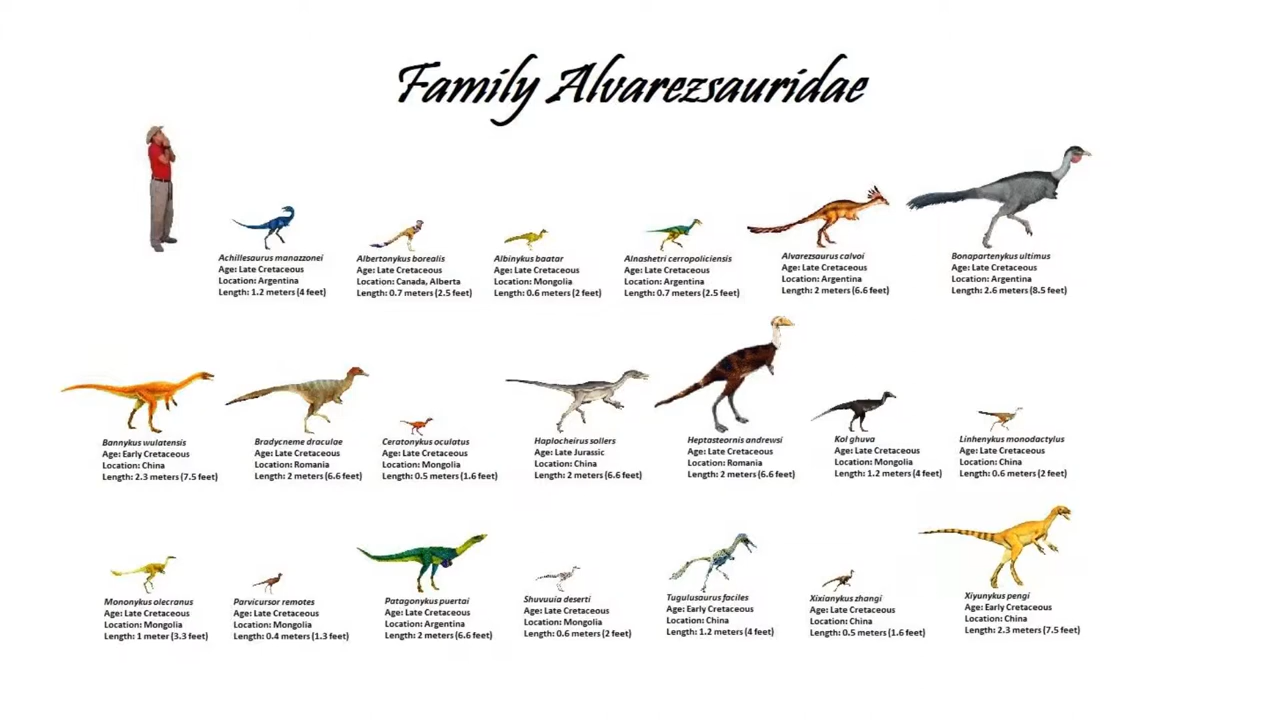 Family Alvarezsauridae
Achillesaurus manazzonei
Age: Late Cretaceous
Location: Argentina
Length: 1.2 meters (4 feet)
Albertonykus borealis
Age: Late Cretaceous
Location: Canada, Alberta
Length: 0.7 meters (2.5 feet)
Albinykus baatar
Age: Late Cretaceous
Location: Mongolia
Length: 0.6 meters (2 feet)
Alnashetri cerropoliciensis
Age: Late Cretaceous
Location: Argentina
Length: 0.7 meters (2.5 feet)
Alvarezsaurus calvoi
Age: Late Cretaceous
Location: Argentina
Length: 2 meters (6.6 feet)
Bonapartenykus ultimus
Age: Late Cretaceous
Location: Argentina
Length: 2.6 meters (8.5 feet)
Bannykus wulatensis
Age: Early Cretaceous
Location: China
Length: 2.3 meters (7.5 feet)
Bradycneme draculae
Age: Late Cretaceous
Location: Romania
Length: 2 meters (6.6 feet)
Ceratonykus oculatus
Age: Late Cretaceous
Location: Mongolia
Length: 0.5 meters (1.6 feet)
Haplocheirus sollers
Age: Late Jurassic
Location: China
Length: 2 meters (6.6 feet)
Heptasteornis andrewsi
Age: Late Cretaceous
Location: Romania
Length: 2 meters (6.6 feet)
Kol ghuva
Age: Late Cretaceous
Location: Mongolia
Length: 1.2 meters (4 feet)
Linhenykus monodactylus
Age: Late Cretaceous
Location: China
Length: 0.6 meters (2 feet)
Mononykus olecranus
Age: Late Cretaceous
Location: Mongolia
Length: 1 meter (3.3 feet)
Parvicursor remotes
Age: Late Cretaceous
Location: Mongolia
Length: 0.4 meters (1.3 feet)
Patagonykus puertai
Age: Late Cretaceous
Location: Argentina
Length: 2 meters (6.6 feet)
Shuvuuia deserti
Age: Late Cretaceous
Location: Mongolia
Length: 0.6 meters (2 feet)
Tugulusaurus faciles
Age: Early Cretaceous
Location: China
Length: 1.2 meters (4 feet)
Xixianykus zhangi
Age: Late Cretaceous
Location: China
Length: 0.5 meters (1.6 feet)
Xiyunykus pengi
Age: Early Cretaceous
Location: China
Length: 2.3 meters (7.5 feet)